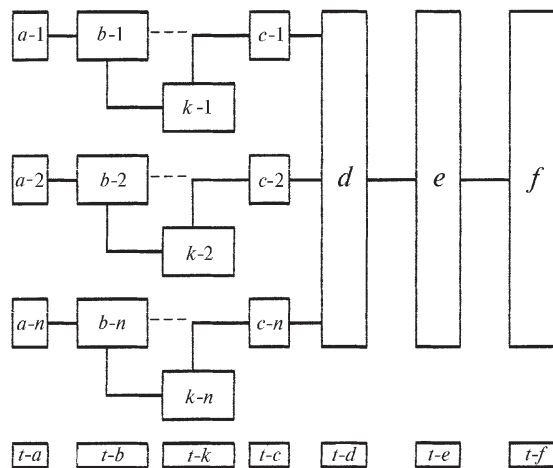 a-1 b-1 c-1
k-1
a-2 b-2 c-2 d e f
k-2
a-n b-n c-n
k-n
t-a t-b t-k t-c t-d t-e t-f